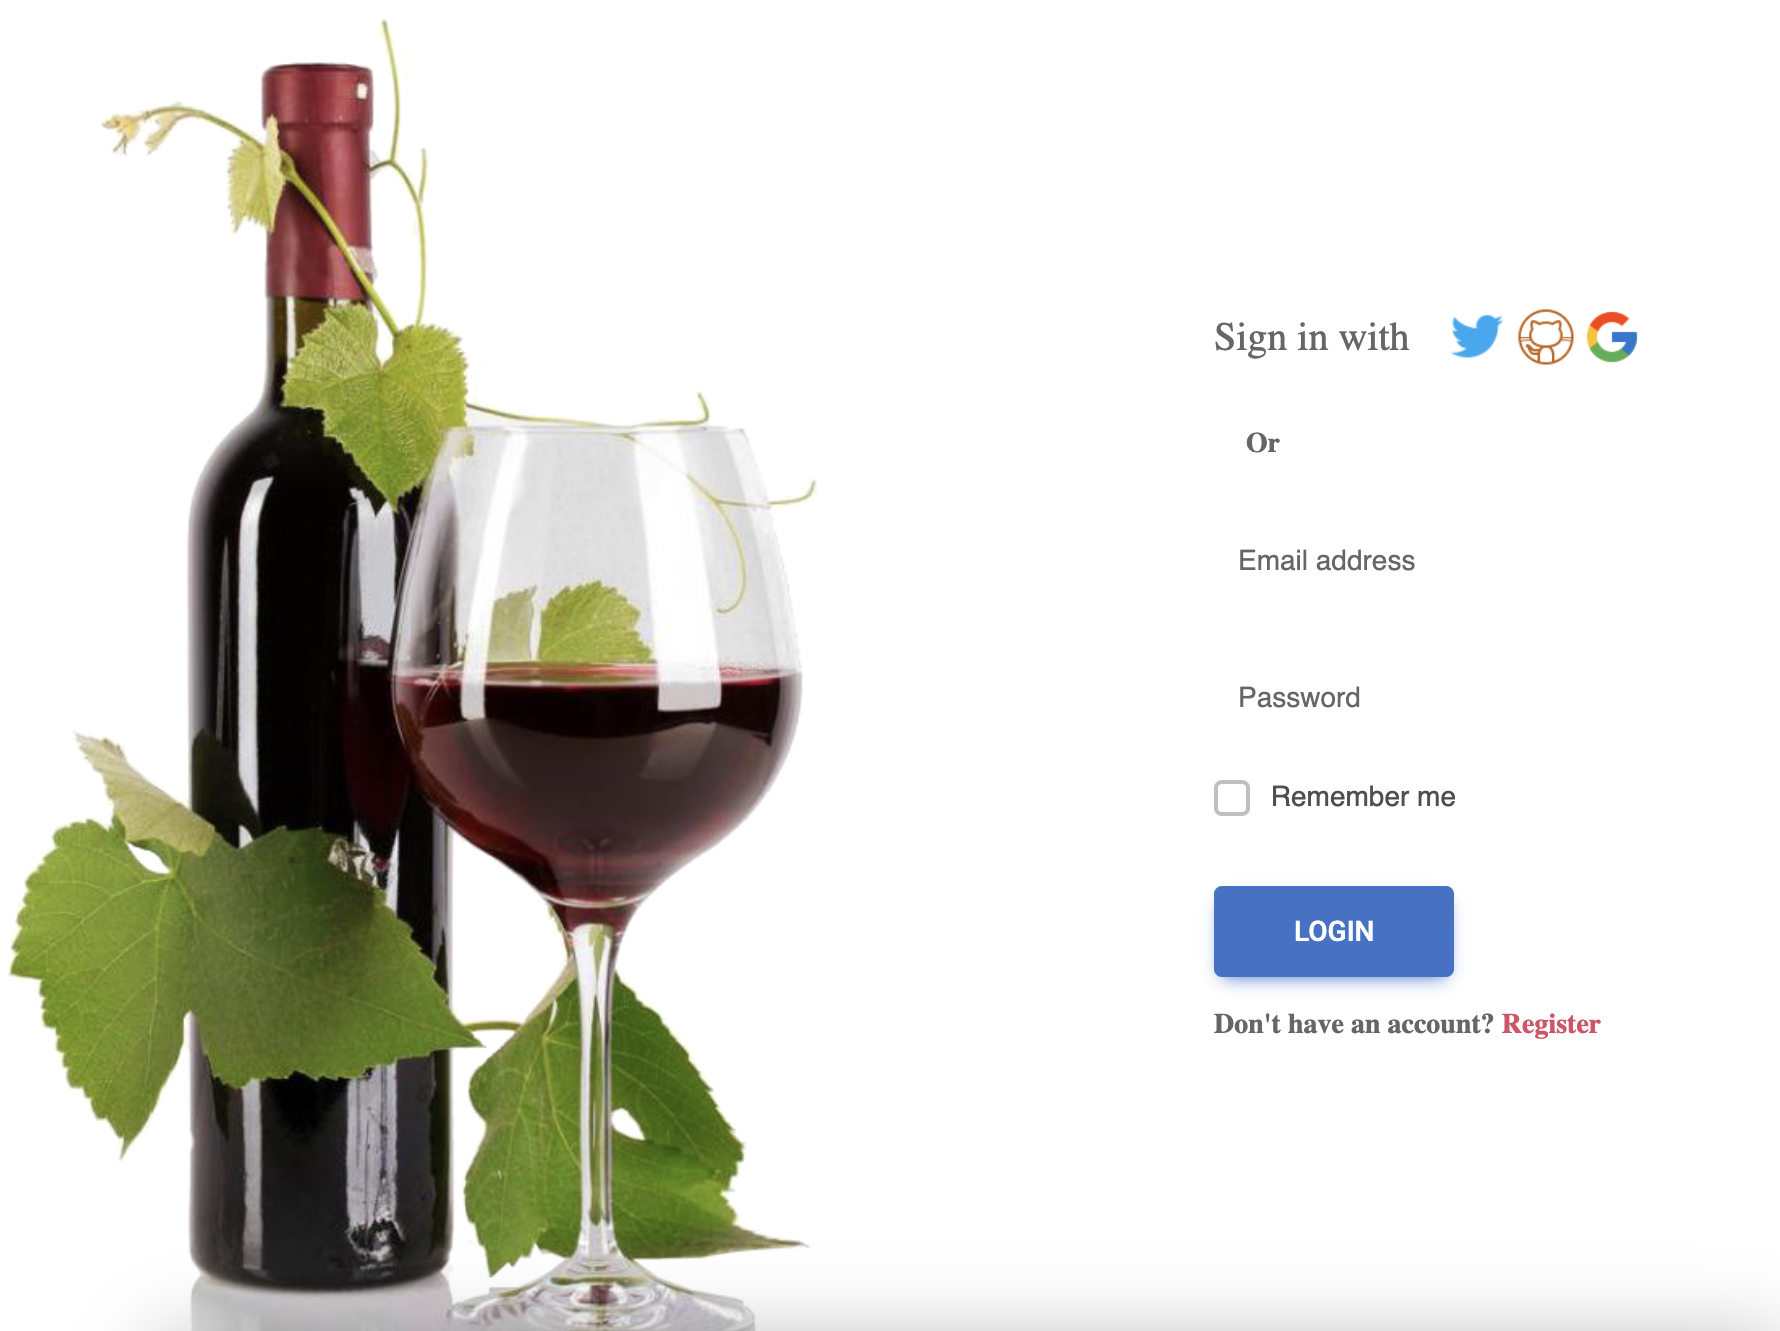 Sign in with
Or
Email address
Password
Remember me
LOGIN
Don't have an account? Register